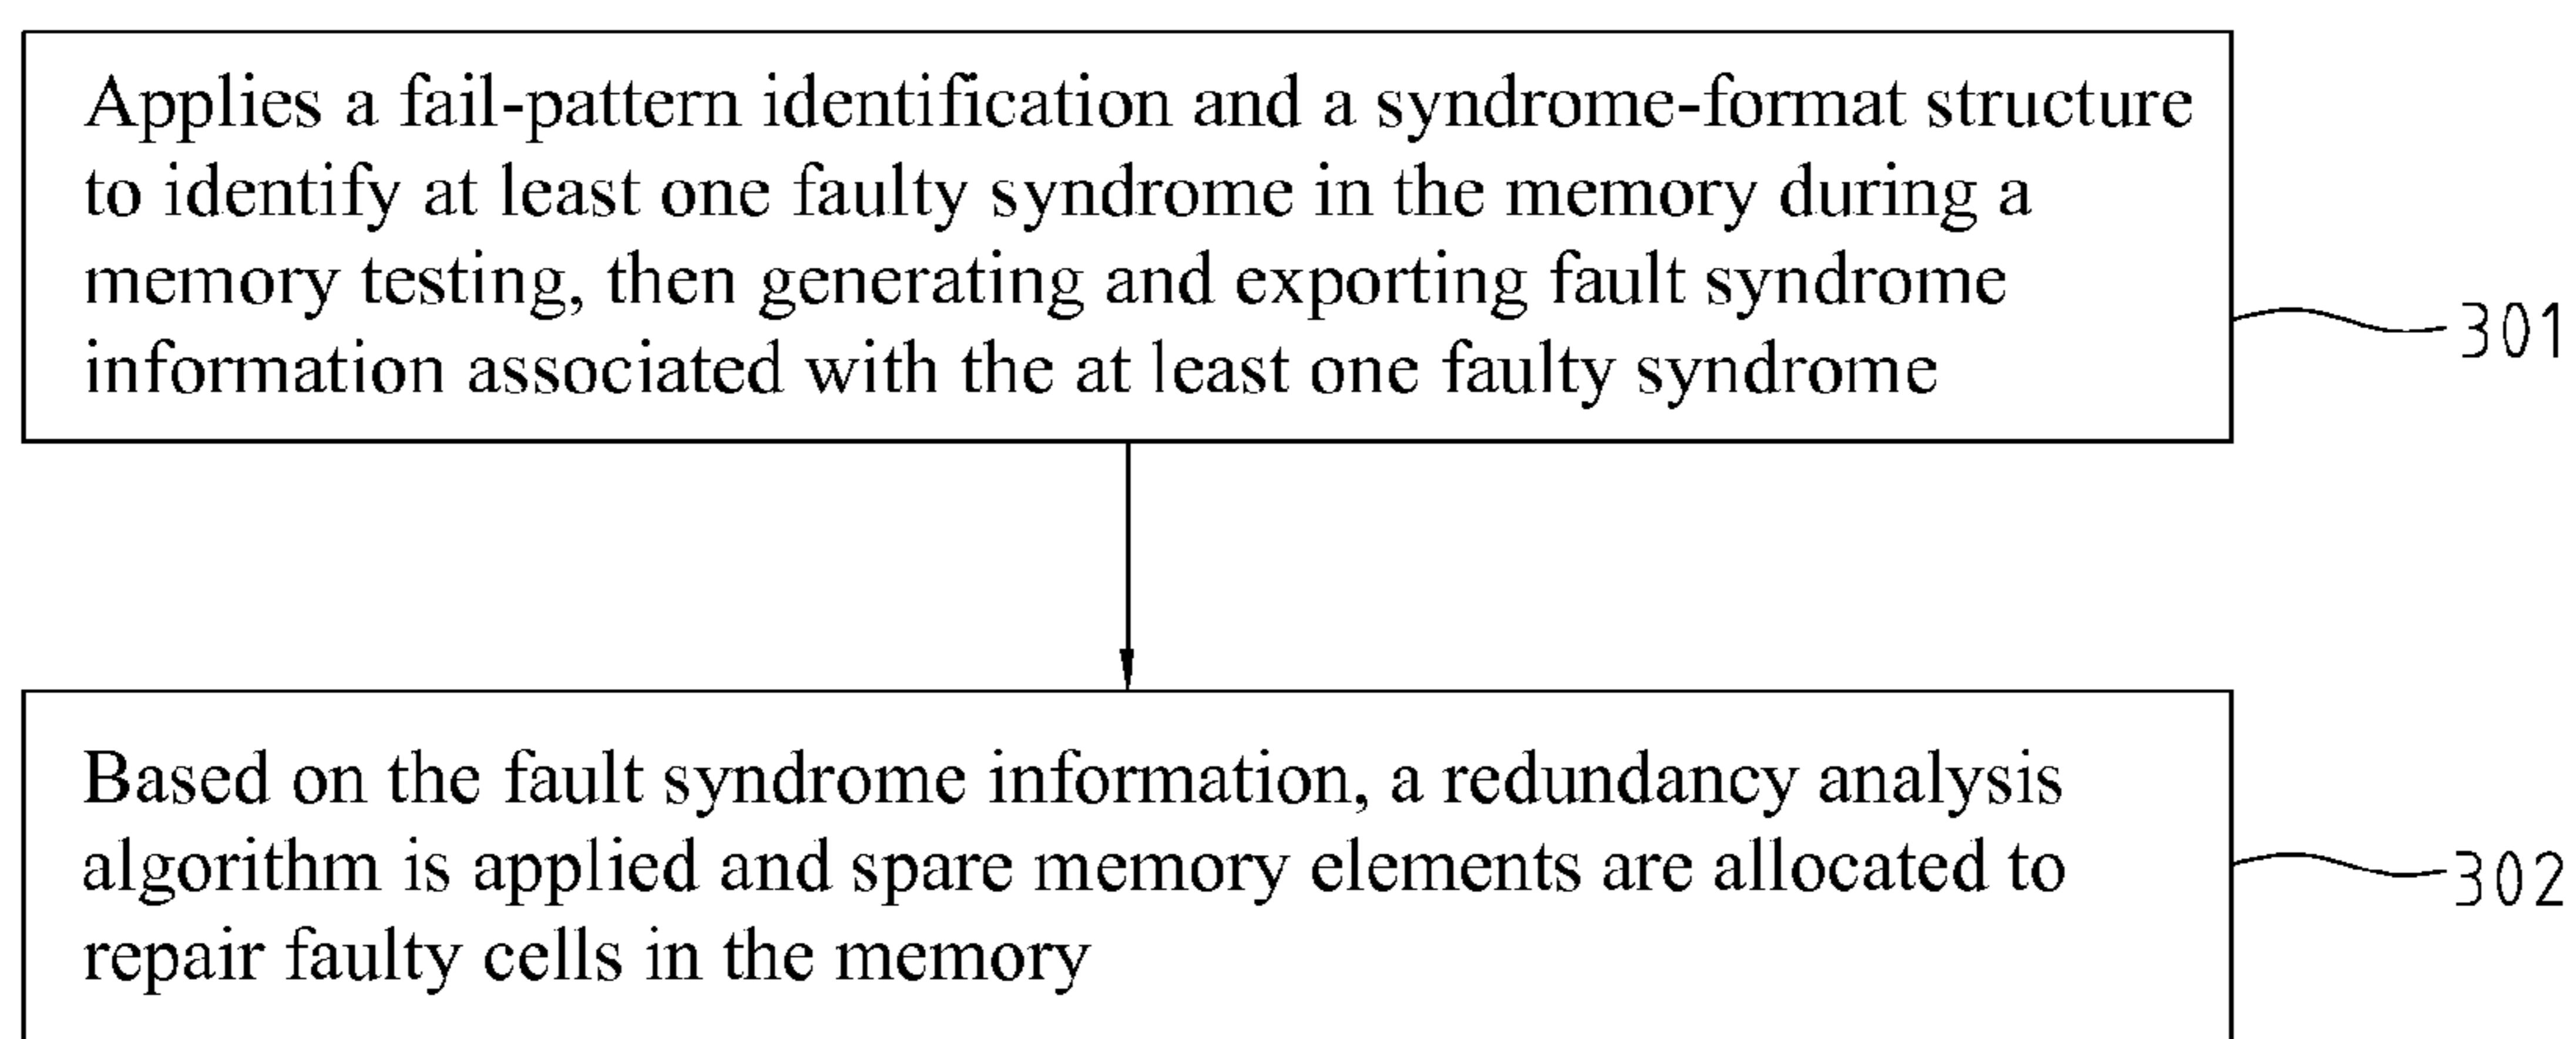 Applies a fail-pattern identification and a syndrome-format structure
to identify at least one faulty syndrome in the memory during a
memory testing, then generating and exporting fault syndrome
information associated with the at least one faulty syndrome
301
Based on the fault syndrome information, a redundancy analysis
algorithm is applied and spare memory elements are allocated to
repair faulty cells in the memory
302